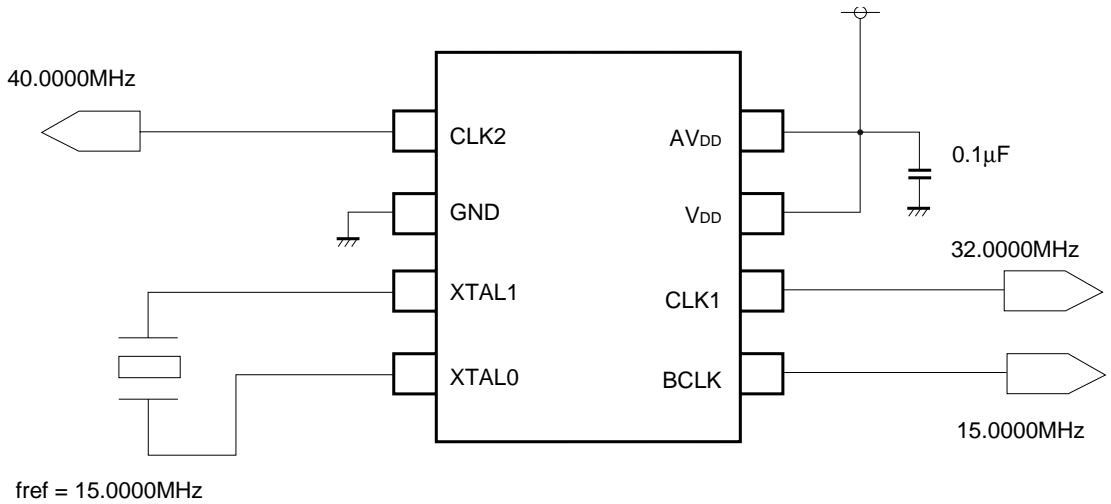 40.0000MHz
CLK2
AVDD
0.1µF
GND
VDD
32.0000MHz
XTAL1
CLK1
XTAL0
BCLK
15.0000MHz
fref = 15.0000MHz